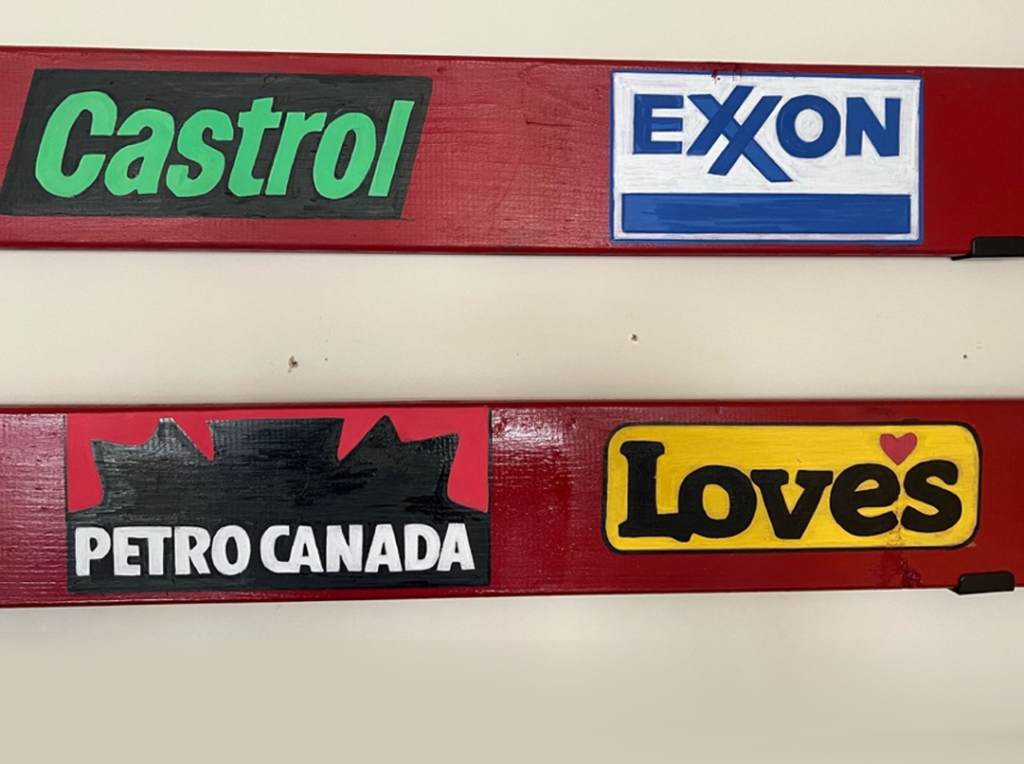 Castrol
EXXON
PETRO CANADA
Love's